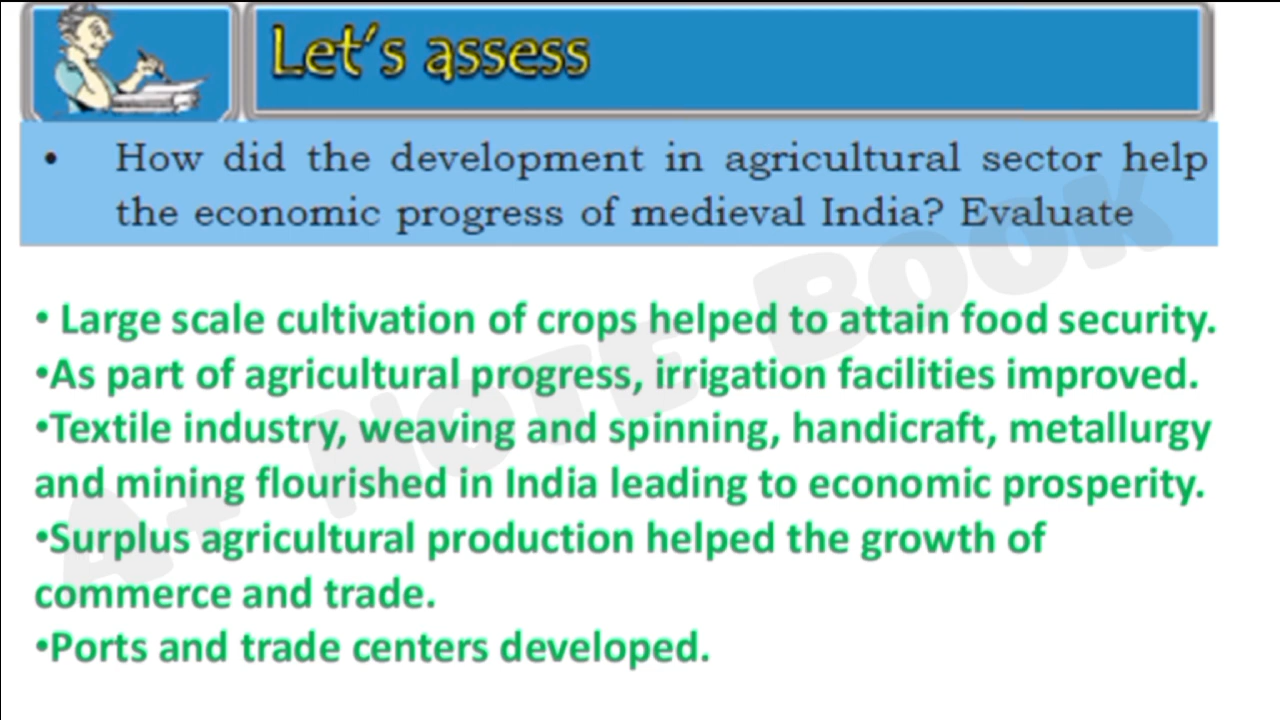 Let's assess
• How did the development in agricultural sector help
the economic progress of medieval India? Evaluate
• Large scale cultivation of crops helped to attain food security.
•As part of agricultural progress, irrigation facilities improved.
•Textile industry, weaving and spinning, handicraft, metallurgy
and mining flourished in India leading to economic prosperity.
•Surplus agricultural production helped the growth of
commerce and trade.
•Ports and trade centers developed.
A+ NOTE BOOK